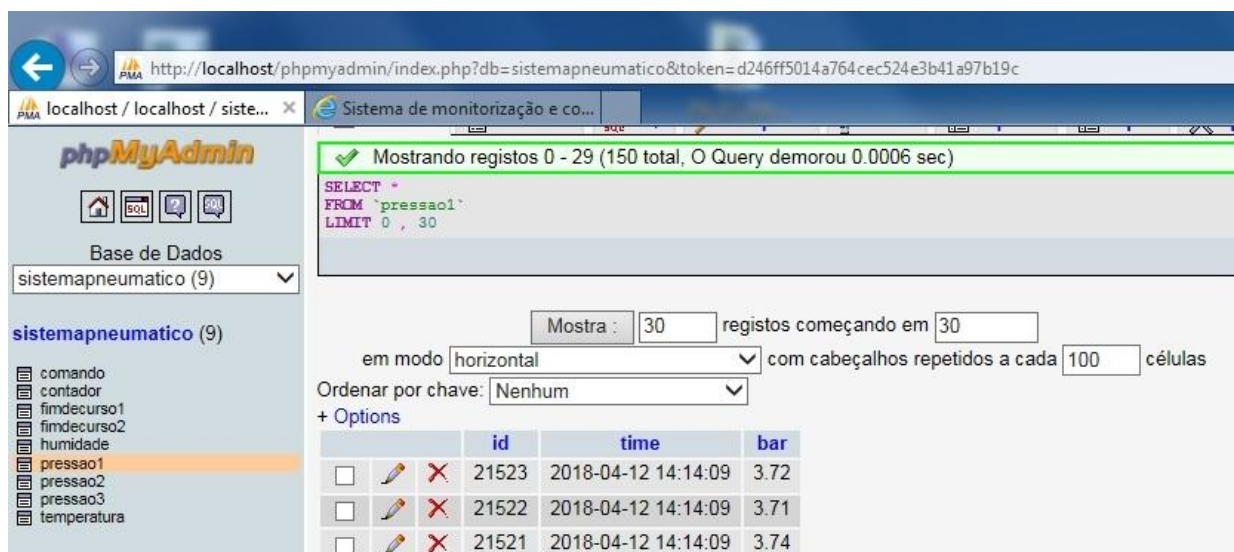 PMA http://localhost/phpmyadmin/index.php?db=sistemapneumatico&token=d246ff5014a764cec524e3b41a97b19c
PMA localhost / localhost / siste... × Sistema de monitorização e co...
phpMyAdmin
SQL
Base de Dados
sistemapneumatico (9)
sistemapneumatico (9)
comando
contador
fimdecurso1
fimdecurso2
humidade
pressao1
pressao2
pressao3
temperatura
Mostrando registos 0 - 29 (150 total, O Query demorou 0.0006 sec)
SELECT *
FROM `pressao1`
LIMIT 0 , 30
Mostra : 30 registos começando em 30
em modo horizontal com cabeçalhos repetidos a cada 100 células
Ordenar por chave: Nenhum
+ Options
id time bar
21523 2018-04-12 14:14:09 3.72
21522 2018-04-12 14:14:09 3.71
21521 2018-04-12 14:14:09 3.74